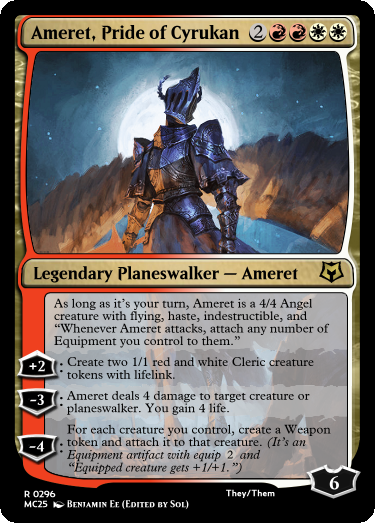 Ameret, Pride of Cyrukan 2
Legendary Planeswalker — Ameret
As long as it's your turn, Ameret is a 4/4 Angel
creature with flying, haste, indestructible, and
“Whenever Ameret attacks, attach any number of
Equipment you control to them.”
+2: Create two 1/1 red and white Cleric creature
tokens with lifelink.
-3: Ameret deals 4 damage to target creature or
planeswalker. You gain 4 life.
For each creature you control, create a Weapon
-4: token and attach it to that creature. (It's an
Equipment artifact with equip 2 and
“Equipped creature gets +1/+1.”)
6
R 0296
They/Them
MC25 Benjamin Ee (Edited by Sol)